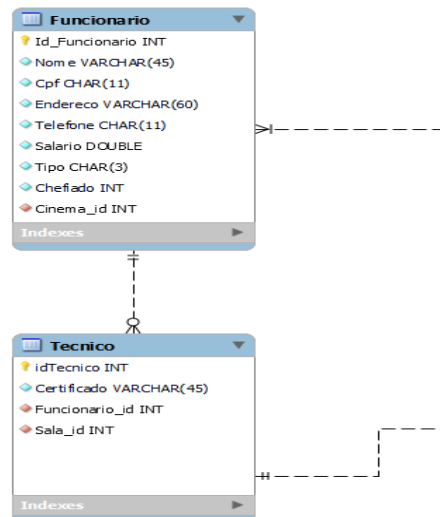 Funcionario
Id_Funcionario INT
Nome VARCHAR(45)
Cpf CHAR(11)
Endereco VARCHAR(60)
Telefone CHAR(11)
Salario DOUBLE
Tipo CHAR(3)
Chefiado INT
Cinema_id INT
Indexes
Tecnico
idTecnico INT
Certificado VARCHAR(45)
Funcionario_id INT
Sala_id INT
Indexes